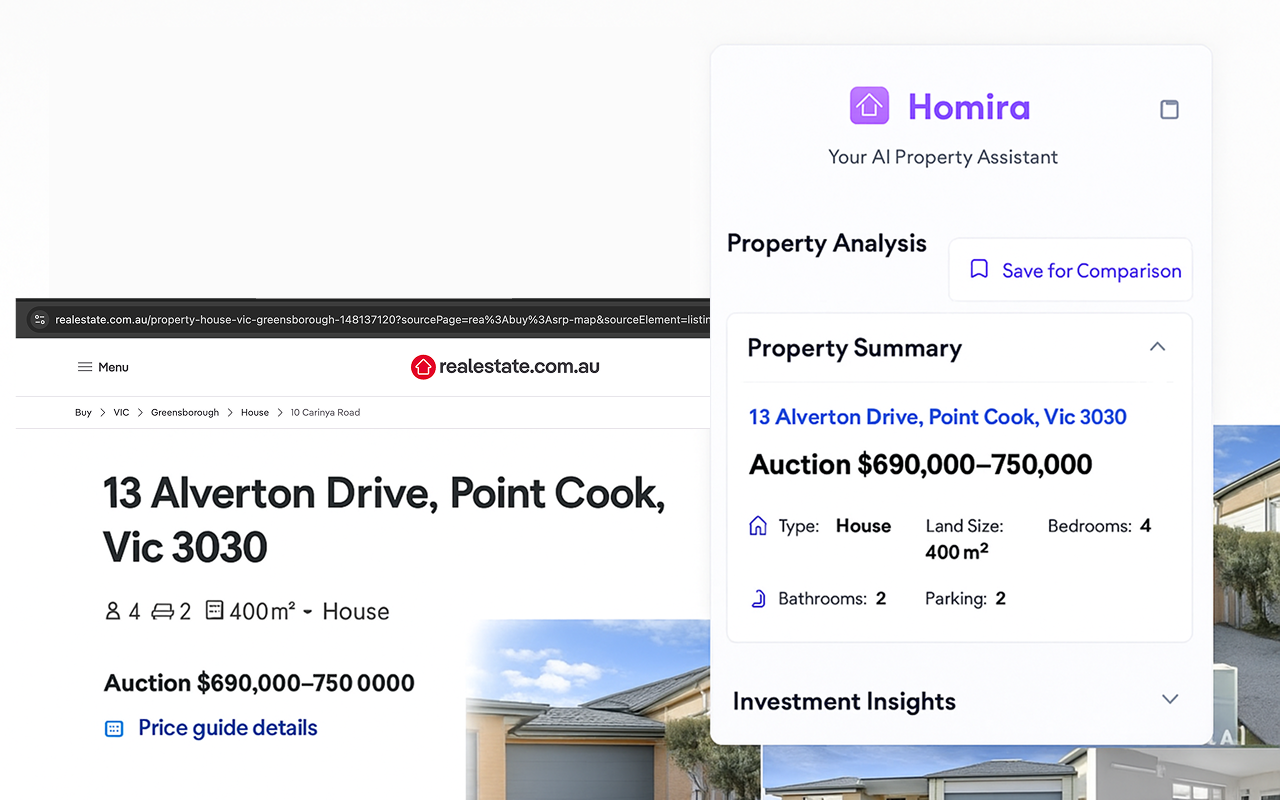 Homira
Your AI Property Assistant
Property Analysis
Save for Comparison
Property Summary
13 Alverton Drive, Point Cook, Vic 3030
Auction $690,000–750,000
Type: House
Land Size: 400 m²
Bedrooms: 4
Bathrooms: 2
Parking: 2
Investment Insights
realestate.com.au/property-house-vic-greensborough-148137120?sourcePage=rea%3Abuy%3Asrp-map&sourceElement=listin
Menu
realestate.com.au
Buy > VIC > Greensborough > House > 10 Carinya Road
13 Alverton Drive, Point Cook,
Vic 3030
4 2 400 m² - House
Auction $690,000–750 0000
Price guide details